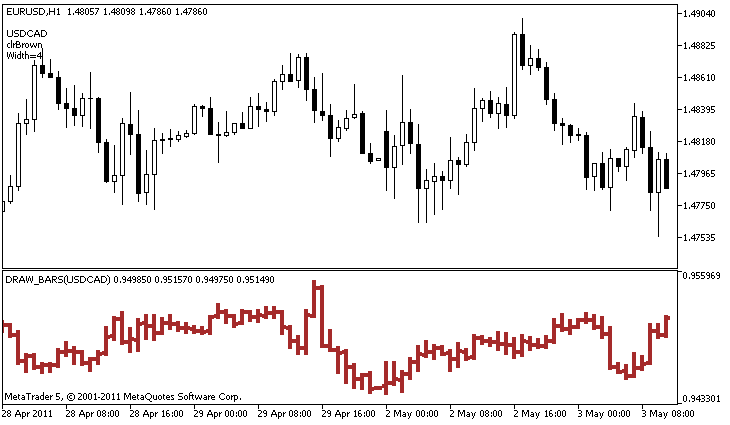 EURUSD,H1 1.48057 1.48098 1.47860 1.47860
USDCAD
clrBrown
Width=4
1.49040
1.48825
1.48610
1.48395
1.48180
1.47965
1.47750
1.47535
DRAW_BARS(USDCAD) 0.949850 0.951570 0.949750 0.951490
0.955969
0.943301
MetaTrader 5, © 2001-2011 MetaQuotes Software Corp.
28 Apr 2011 28 Apr 08:00 28 Apr 16:00 29 Apr 00:00 29 Apr 08:00 29 Apr 16:00 2 May 00:00 2 May 08:00 2 May 16:00 3 May 00:00 3 May 08:00